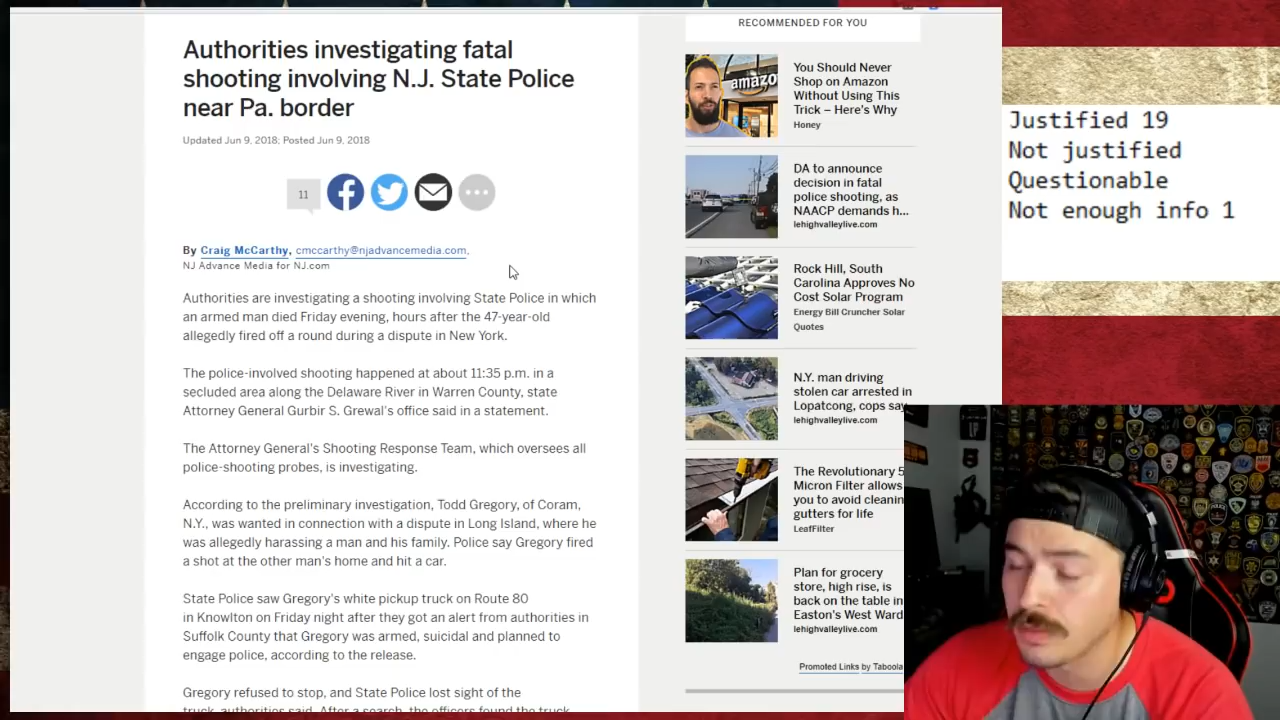 Authorities investigating fatal
shooting involving N.J. State Police
near Pa. border
Updated Jun 9, 2018; Posted Jun 9, 2018
11
By Craig McCarthy, cmccarthy@njadvancemedia.com,
NJ Advance Media for NJ.com
Authorities are investigating a shooting involving State Police in which
an armed man died Friday evening, hours after the 47-year-old
allegedly fired off a round during a dispute in New York.
The police-involved shooting happened at about 11:35 p.m. in a
secluded area along the Delaware River in Warren County, state
Attorney General Gurbir S. Grewal's office said in a statement.
The Attorney General's Shooting Response Team, which oversees all
police-shooting probes, is investigating.
According to the preliminary investigation, Todd Gregory, of Coram,
N.Y., was wanted in connection with a dispute in Long Island, where he
was allegedly harassing a man and his family. Police say Gregory fired
a shot at the other man's home and hit a car.
State Police saw Gregory's white pickup truck on Route 80
in Knowlton on Friday night after they got an alert from authorities in
Suffolk County that Gregory was armed, suicidal and planned to
engage police, according to the release.
Gregory refused to stop, and State Police lost sight of the
truck, authorities said. After a search, the officers found the truck
RECOMMENDED FOR YOU
amazo
You Should Never
Shop on Amazon
Without Using This
Trick – Here's Why
Honey
DA to announce
decision in fatal
police shooting, as
NAACP demands h...
lehighvalleylive.com
Rock Hill, South
Carolina Approves No
Cost Solar Program
Energy Bill Cruncher Solar
Quotes
N.Y. man driving
stolen car arrested in
Lopatcong, cops say
lehighvalleylive.com
The Revolutionary 5
Micron Filter allows
you to avoid cleanin
gutters for life
LeafFilter
Plan for grocery
store, high rise, is
back on the table in
Easton's West Ward
lehighvalleylive.com
Promoted Links by Taboola
Justified 19
Not justified
Questionable
Not enough info 1